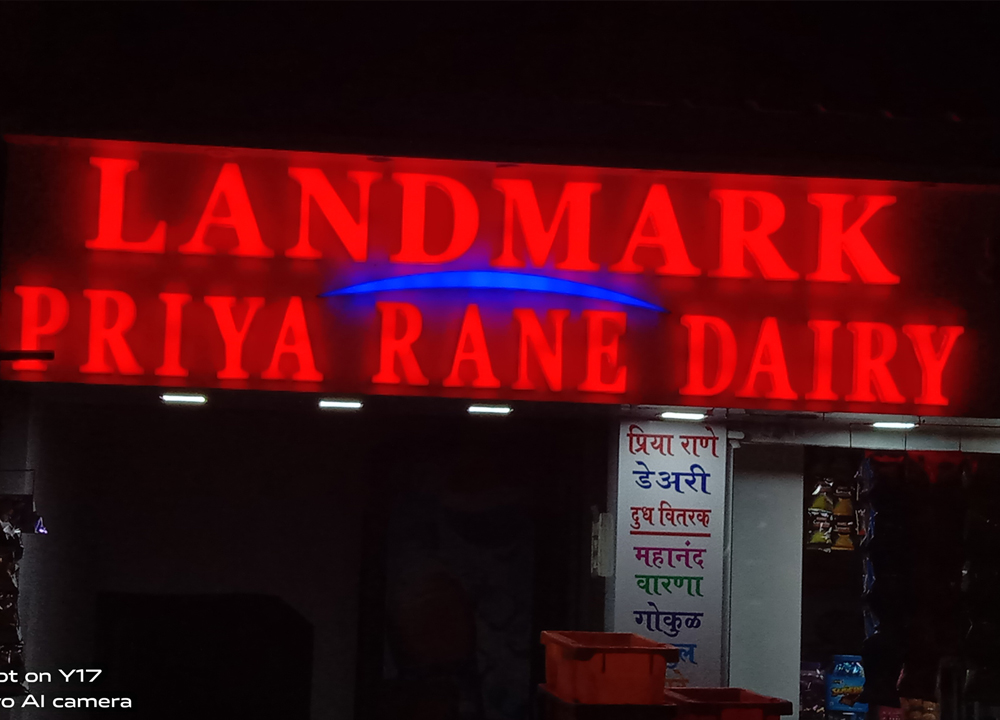 LANDMARK
PRIYA RANE DAIRY
प्रिया राणे
डेअरी
दुध वितरक
महानंद
वारणा
गोकुळ
ot on Y17
o AI camera